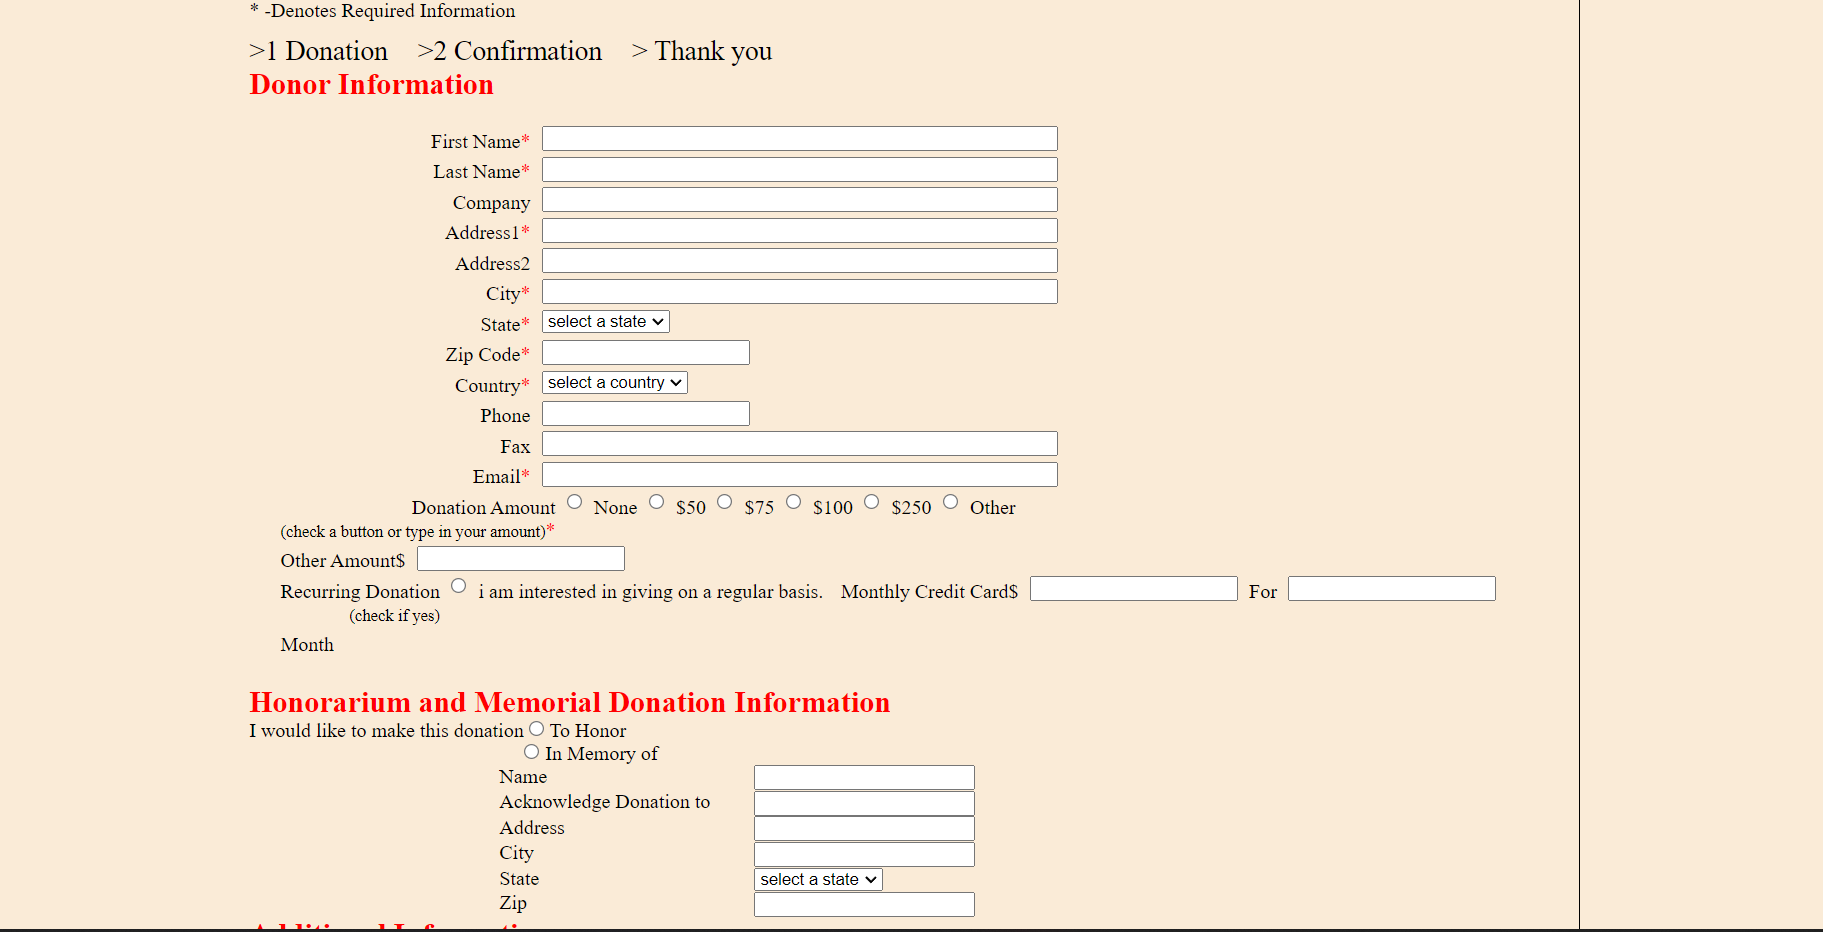 * -Denotes Required Information
>1 Donation >2 Confirmation > Thank you
Donor Information
First Name*
Last Name*
Company
Address1*
Address2
City*
State* select a state
Zip Code*
Country* select a country
Phone
Fax
Email*
Donation Amount None $50 $75 $100 $250 Other
(check a button or type in your amount)*
Other Amount$
Recurring Donation i am interested in giving on a regular basis. Monthly Credit Card$ For
(check if yes)
Month
Honorarium and Memorial Donation Information
I would like to make this donation To Honor
In Memory of
Name
Acknowledge Donation to
Address
City
State select a state
Zip